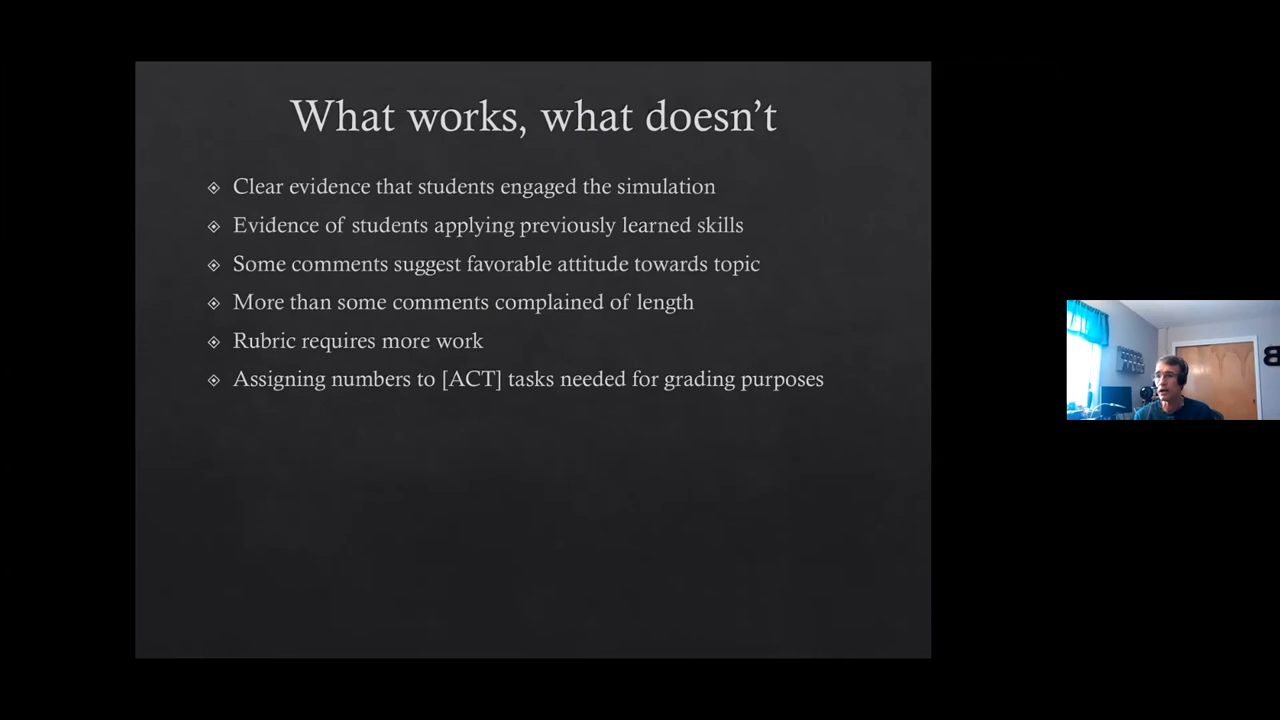 What works, what doesn't
Clear evidence that students engaged the simulation
Evidence of students applying previously learned skills
Some comments suggest favorable attitude towards topic
More than some comments complained of length
Rubric requires more work
Assigning numbers to [ACT] tasks needed for grading purposes